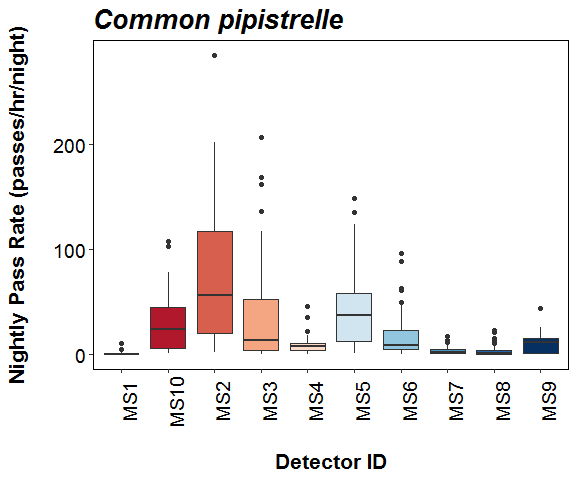 Common pipistrelle
Nightly Pass Rate (passes/hr/night)
200
100
0
MS1
MS10
MS2
MS3
MS4
MS5
MS6
MS7
MS8
MS9
Detector ID